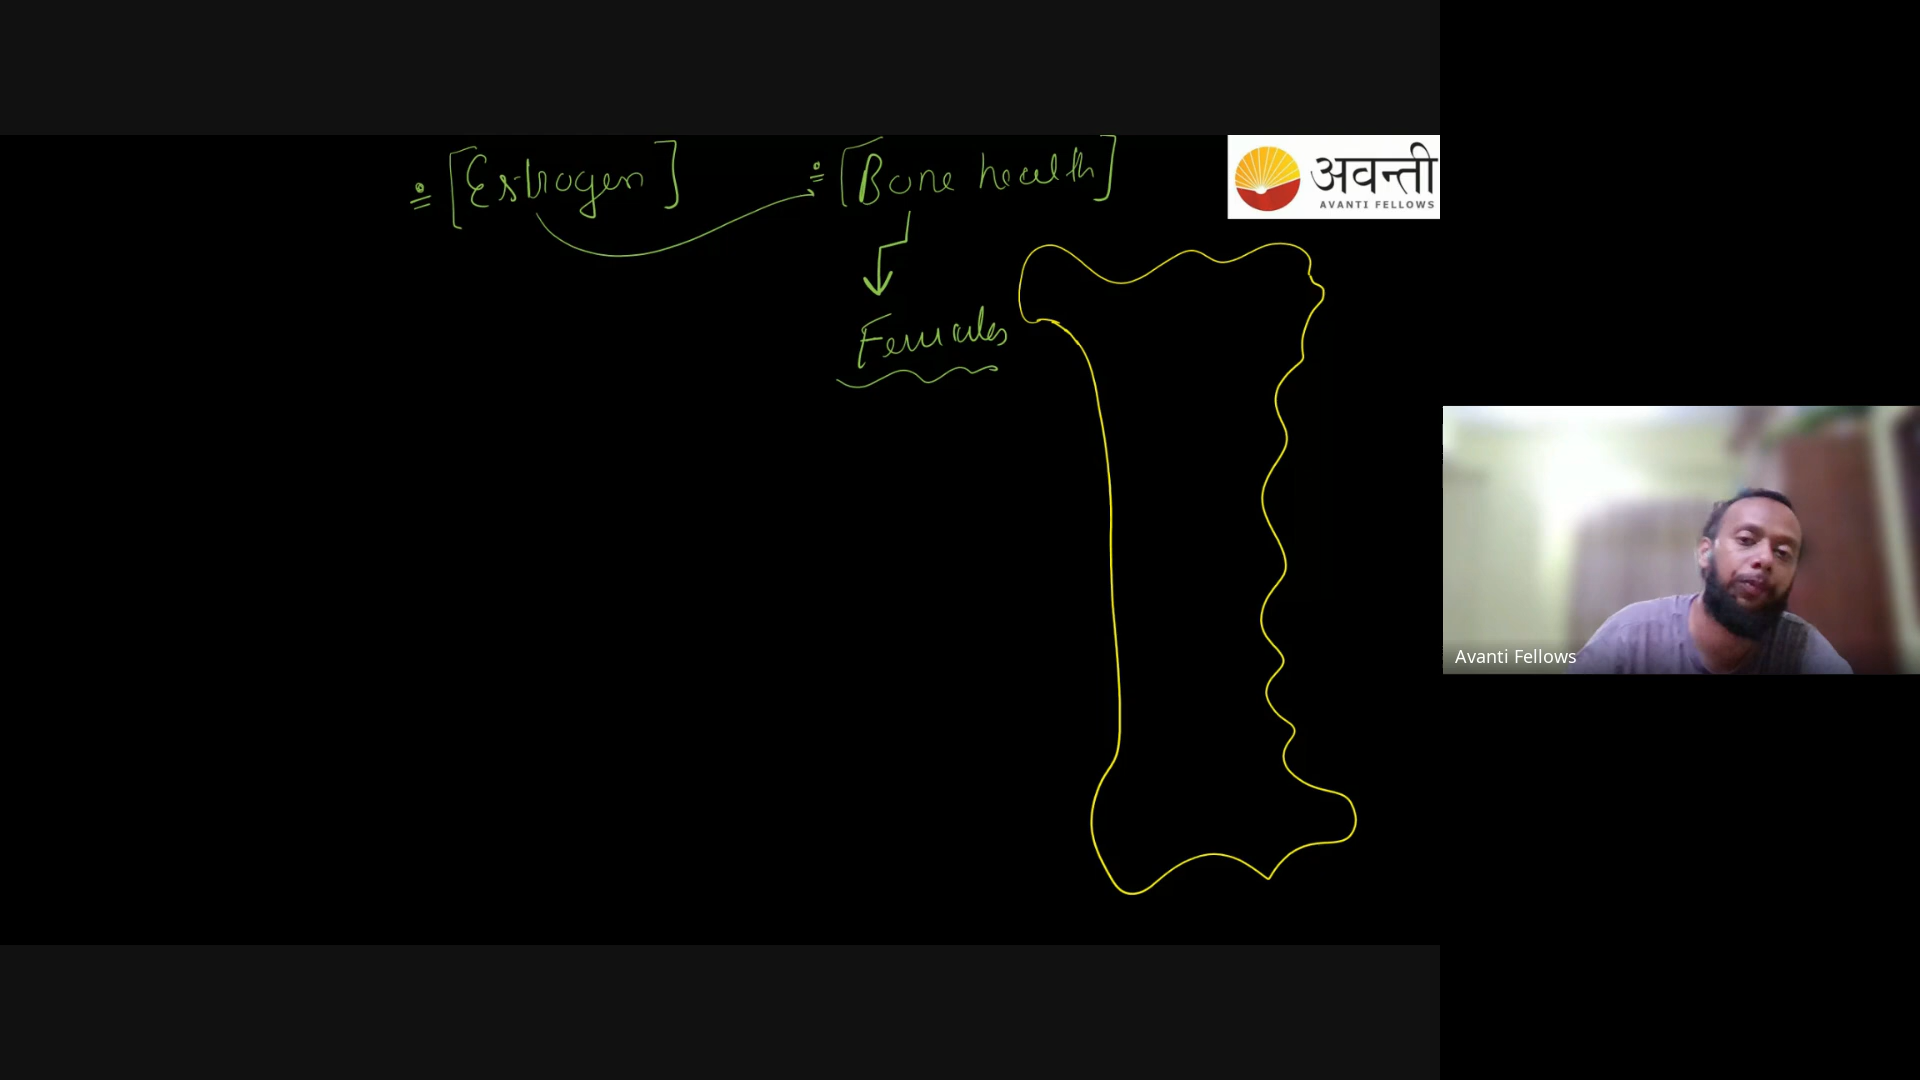 [Estrogen] [Bone health]
अवन्ती
AVANTI FELLOWS
Females
Avanti Fellows